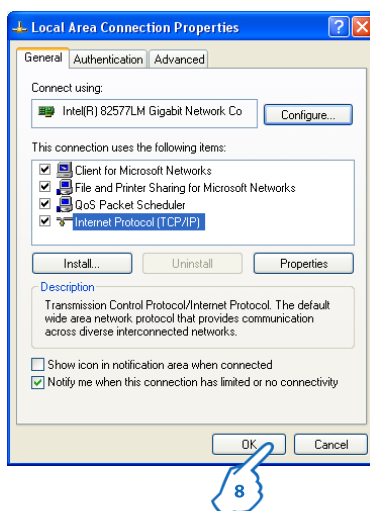 Local Area Connection Properties
General Authentication Advanced
Connect using:
Intel(R) 82577LM Gigabit Network Co Configure...
This connection uses the following items:
Client for Microsoft Networks
File and Printer Sharing for Microsoft Networks
QoS Packet Scheduler
Internet Protocol (TCP/IP)
Install... Uninstall Properties
Description
Transmission Control Protocol/Internet Protocol. The default
wide area network protocol that provides communication
across diverse interconnected networks.
Show icon in notification area when connected
Notify me when this connection has limited or no connectivity
OK Cancel
8